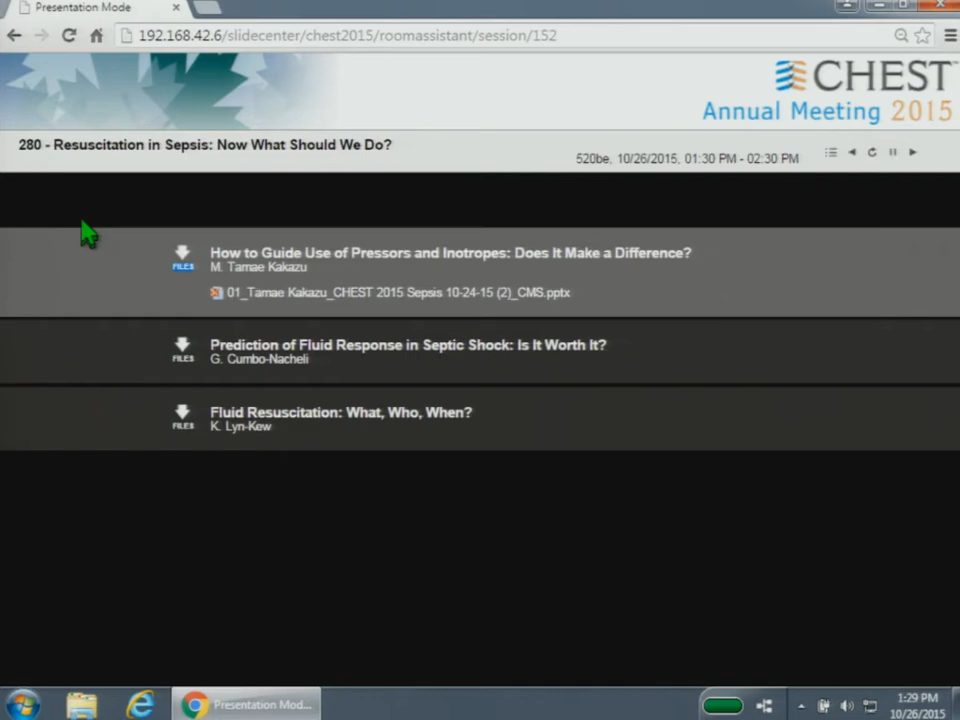 Presentation Mode
192.168.42.6/slidecenter/chest2015/roomassistant/session/152
CHEST
Annual Meeting 2015
280 - Resuscitation in Sepsis: Now What Should We Do?
520be, 10/26/2015, 01:30 PM - 02:30 PM
How to Guide Use of Pressors and Inotropes: Does It Make a Difference?
FILES
M. Tamae Kakazu
01_Tamae Kakazu_CHEST 2015 Sepsis 10-24-15 (2)_CMS.pptx
Prediction of Fluid Response in Septic Shock: Is It Worth It?
FILES
G. Cumbo-Nacheli
Fluid Resuscitation: What, Who, When?
FILES
K. Lyn-Kew
Presentation Mod...
1:29 PM
10/26/2015